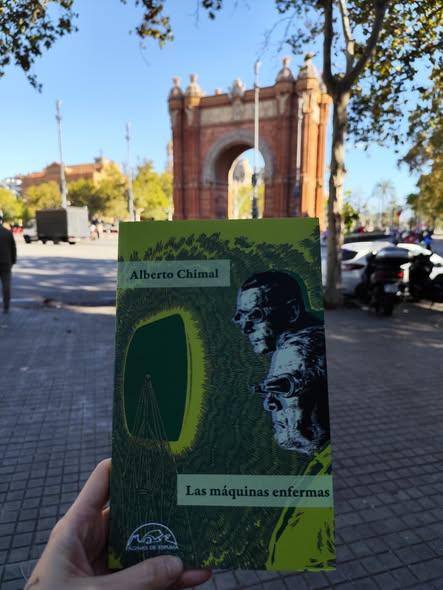 Alberto Chimal
Las máquinas enfermas
PÁGINAS DE ESPUMA